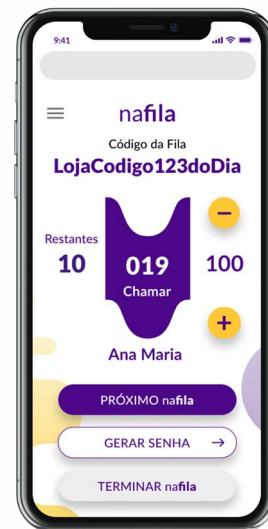 9:41
nafila
Código da Fila
LojaCodigo123doDia
Restantes
10
019
Chamar
100
Ana Maria
PRÓXIMO nafila
GERAR SENHA
TERMINAR nafila